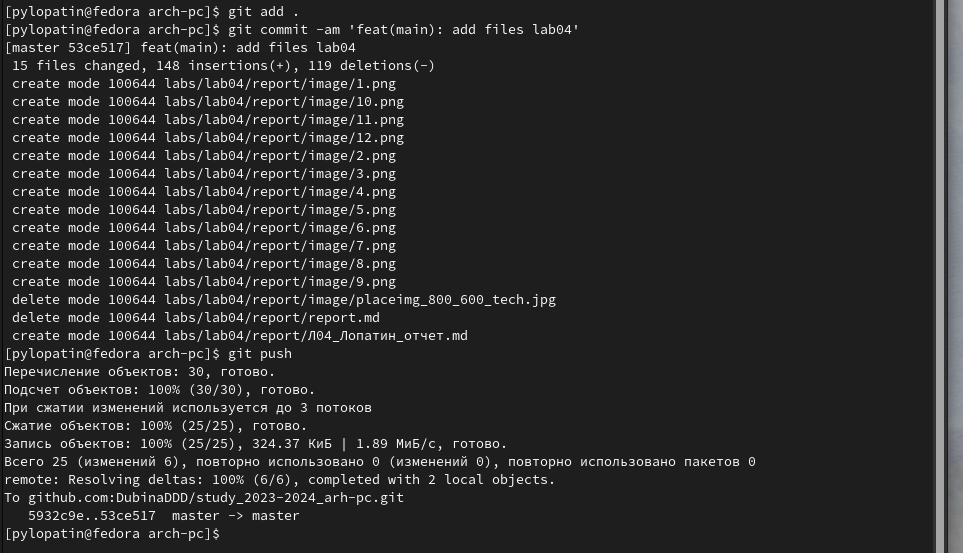 [pylopatin@fedora arch-pc]$ git add .
[pylopatin@fedora arch-pc]$ git commit -am 'feat(main): add files lab04'
[master 53ce517] feat(main): add files lab04
 15 files changed, 148 insertions(+), 119 deletions(-)
 create mode 100644 labs/lab04/report/image/1.png
 create mode 100644 labs/lab04/report/image/10.png
 create mode 100644 labs/lab04/report/image/11.png
 create mode 100644 labs/lab04/report/image/12.png
 create mode 100644 labs/lab04/report/image/2.png
 create mode 100644 labs/lab04/report/image/3.png
 create mode 100644 labs/lab04/report/image/4.png
 create mode 100644 labs/lab04/report/image/5.png
 create mode 100644 labs/lab04/report/image/6.png
 create mode 100644 labs/lab04/report/image/7.png
 create mode 100644 labs/lab04/report/image/8.png
 create mode 100644 labs/lab04/report/image/9.png
 delete mode 100644 labs/lab04/report/image/placeimg_800_600_tech.jpg
 delete mode 100644 labs/lab04/report/report.md
 create mode 100644 labs/lab04/report/Л04_Лопатин_отчет.md
[pylopatin@fedora arch-pc]$ git push
Перечисление объектов: 30, готово.
Подсчет объектов: 100% (30/30), готово.
При сжатии изменений используется до 3 потоков
Сжатие объектов: 100% (25/25), готово.
Запись объектов: 100% (25/25), 324.37 КиБ | 1.89 МиБ/с, готово.
Всего 25 (изменений 6), повторно использовано 0 (изменений 0), повторно использовано пакетов 0
remote: Resolving deltas: 100% (6/6), completed with 2 local objects.
To github.com:DubinaDDD/study_2023-2024_arh-pc.git
   5932c9e..53ce517  master -> master
[pylopatin@fedora arch-pc]$